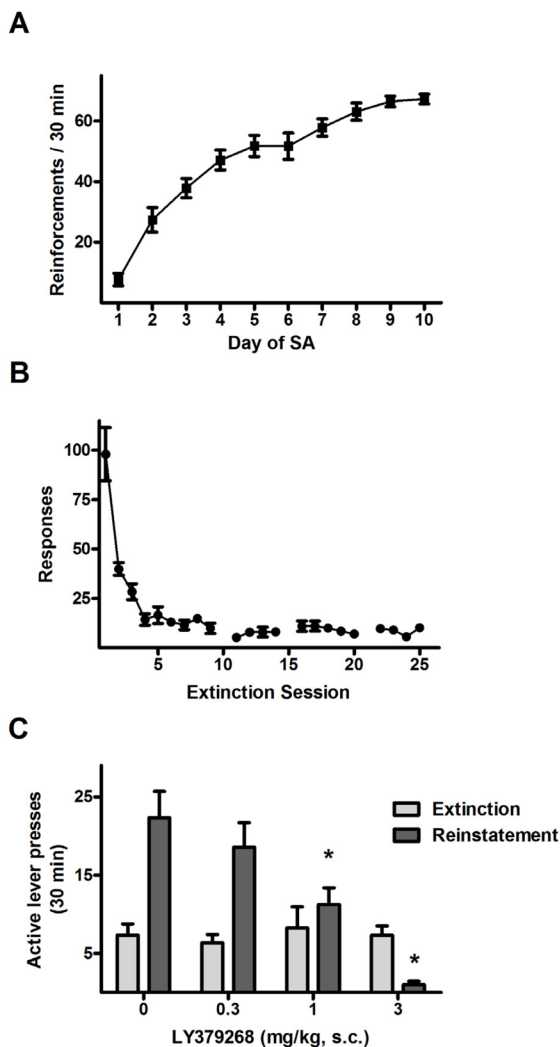 A
Reinforcements / 30 min
60
40
20
1 2 3 4 5 6 7 8 9 10
Day of SA
B
Responses
100
75
50
25
5 10 15 20 25
Extinction Session
C
Active lever presses
(30 min)
25
15
5
Extinction
Reinstatement
*
*
0 0.3 1 3
LY379268 (mg/kg, s.c.)